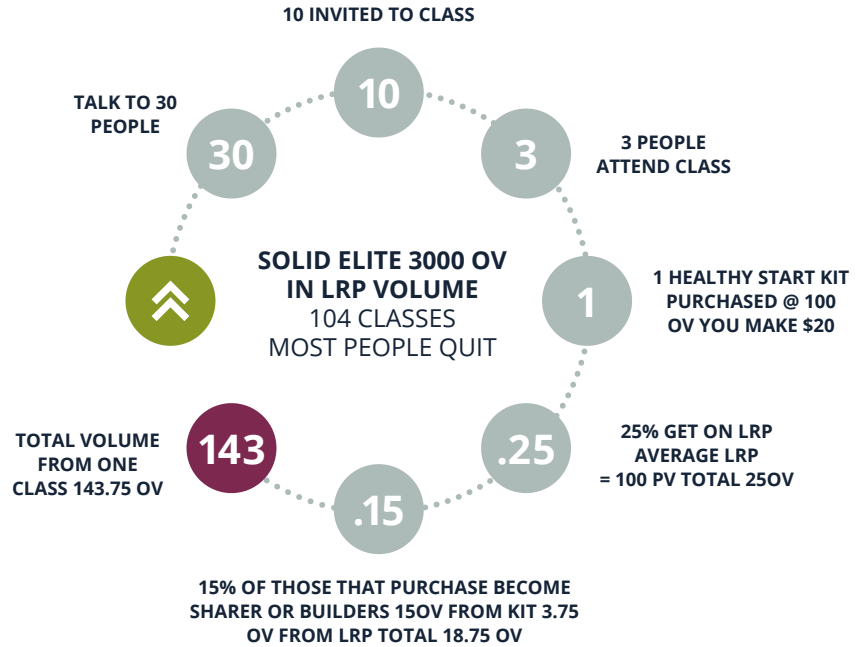 10 INVITED TO CLASS
10
TALK TO 30
PEOPLE
30
3
3 PEOPLE
ATTEND CLASS
SOLID ELITE 3000 OV
IN LRP VOLUME
104 CLASSES
MOST PEOPLE QUIT
1
1 HEALTHY START KIT
PURCHASED @ 100
OV YOU MAKE $20
.25
25% GET ON LRP
AVERAGE LRP
= 100 PV TOTAL 25OV
.15
15% OF THOSE THAT PURCHASE BECOME
SHARER OR BUILDERS 15OV FROM KIT 3.75
OV FROM LRP TOTAL 18.75 OV
143
TOTAL VOLUME
FROM ONE
CLASS 143.75 OV